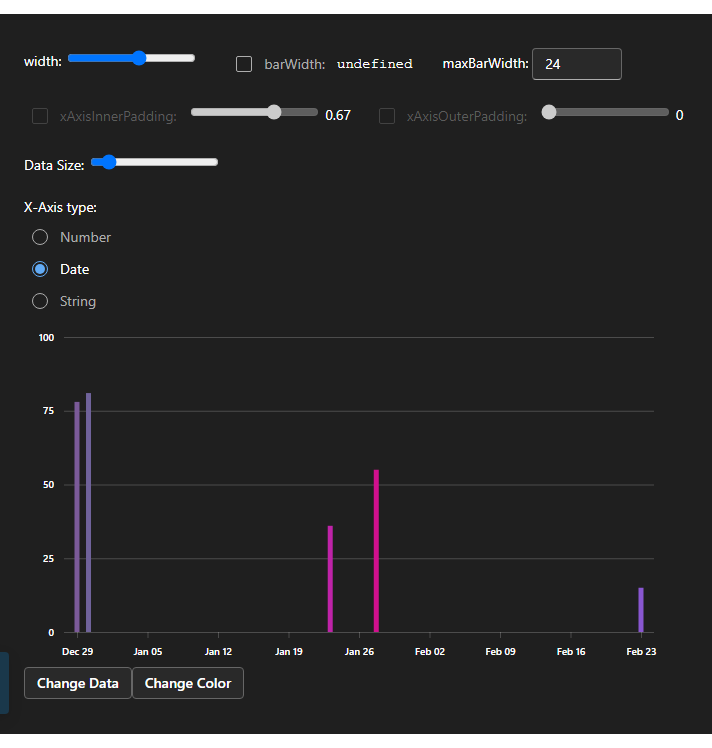 width: barWidth: undefined maxBarWidth: 24
xAxisInnerPadding: 0.67 xAxisOuterPadding: 0
Data Size:
X-Axis type:
Number
Date
String
100
75
50
25
0
Dec 29 Jan 05 Jan 12 Jan 19 Jan 26 Feb 02 Feb 09 Feb 16 Feb 23
Change Data Change Color